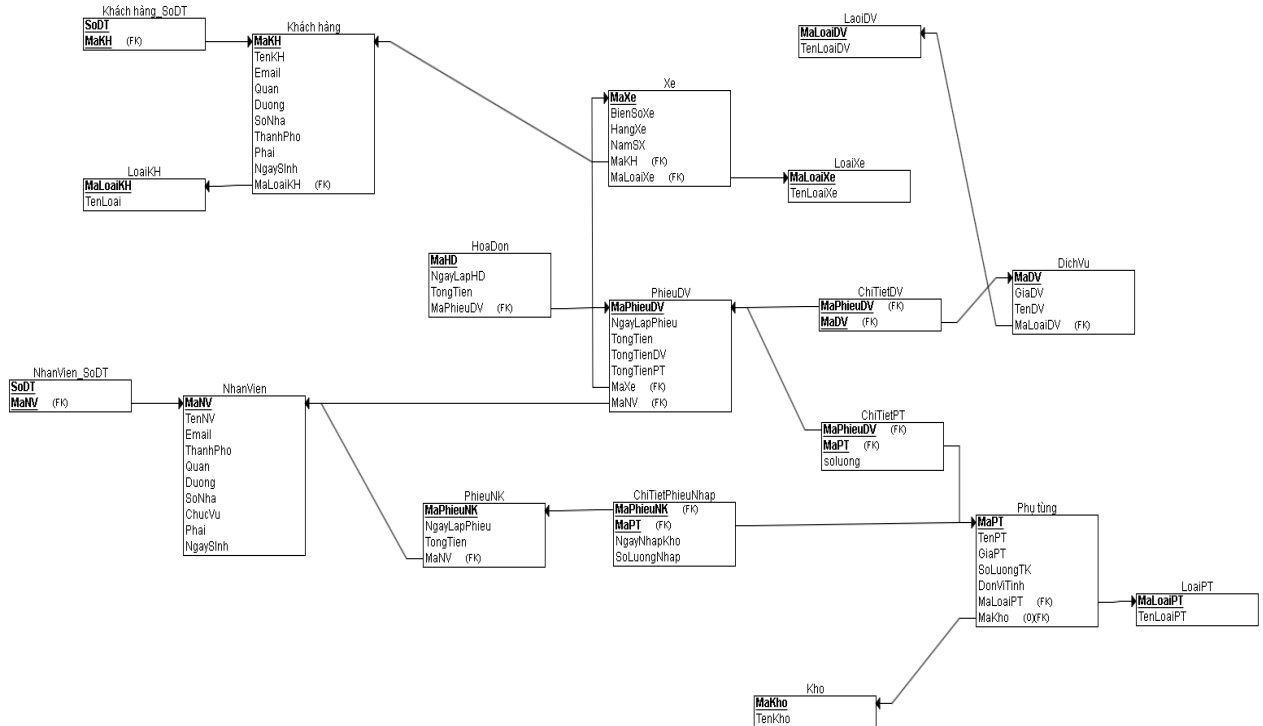 Khách hàng_SoDT
SoDT
MaKH (FK)
Khách hàng
MaKH
TenKH
Email
Quan
Duong
SoNha
ThanhPho
Phai
NgaySInh
MaLoaiKH (FK)
LoaiKH
MaLoaiKH
TenLoai
LaoiDV
MaLoaiDV
TenLoaiDV
Xe
MaXe
BienSoXe
HangXe
NamSX
MaKH (FK)
MaLoaiXe (FK)
LoaiXe
MaLoaiXe
TenLoaiXe
HoaDon
MaHD
NgayLapHD
TongTien
MaPhieuDV (FK)
PhieuDV
MaPhieuDV
NgayLapPhieu
TongTien
TongTienDV
TongTienPT
MaXe (FK)
MaNV (FK)
ChiTietDV
MaPhieuDV (FK)
MaDV (FK)
DichVu
MaDV
GiaDV
TenDV
MaLoaiDV (FK)
NhanVien_SoDT
SoDT
MaNV (FK)
NhanVien
MaNV
TenNV
Email
ThanhPho
Quan
Duong
SoNha
ChucVu
Phai
NgaySInh
ChiTietPT
MaPhieuDV (FK)
MaPT (FK)
soluong
PhieuNK
MaPhieuNK
NgayLapPhieu
TongTien
MaNV (FK)
ChiTietPhieuNhap
MaPhieuNK (FK)
MaPT (FK)
NgayNhapKho
SoLuongNhap
Phụ tùng
MaPT
TenPT
GiaPT
SoLuongTK
DonViTinh
MaLoaiPT (FK)
MaKho (O)(FK)
LoaiPT
MaLoaiPT
TenLoaiPT
Kho
MaKho
TenKho